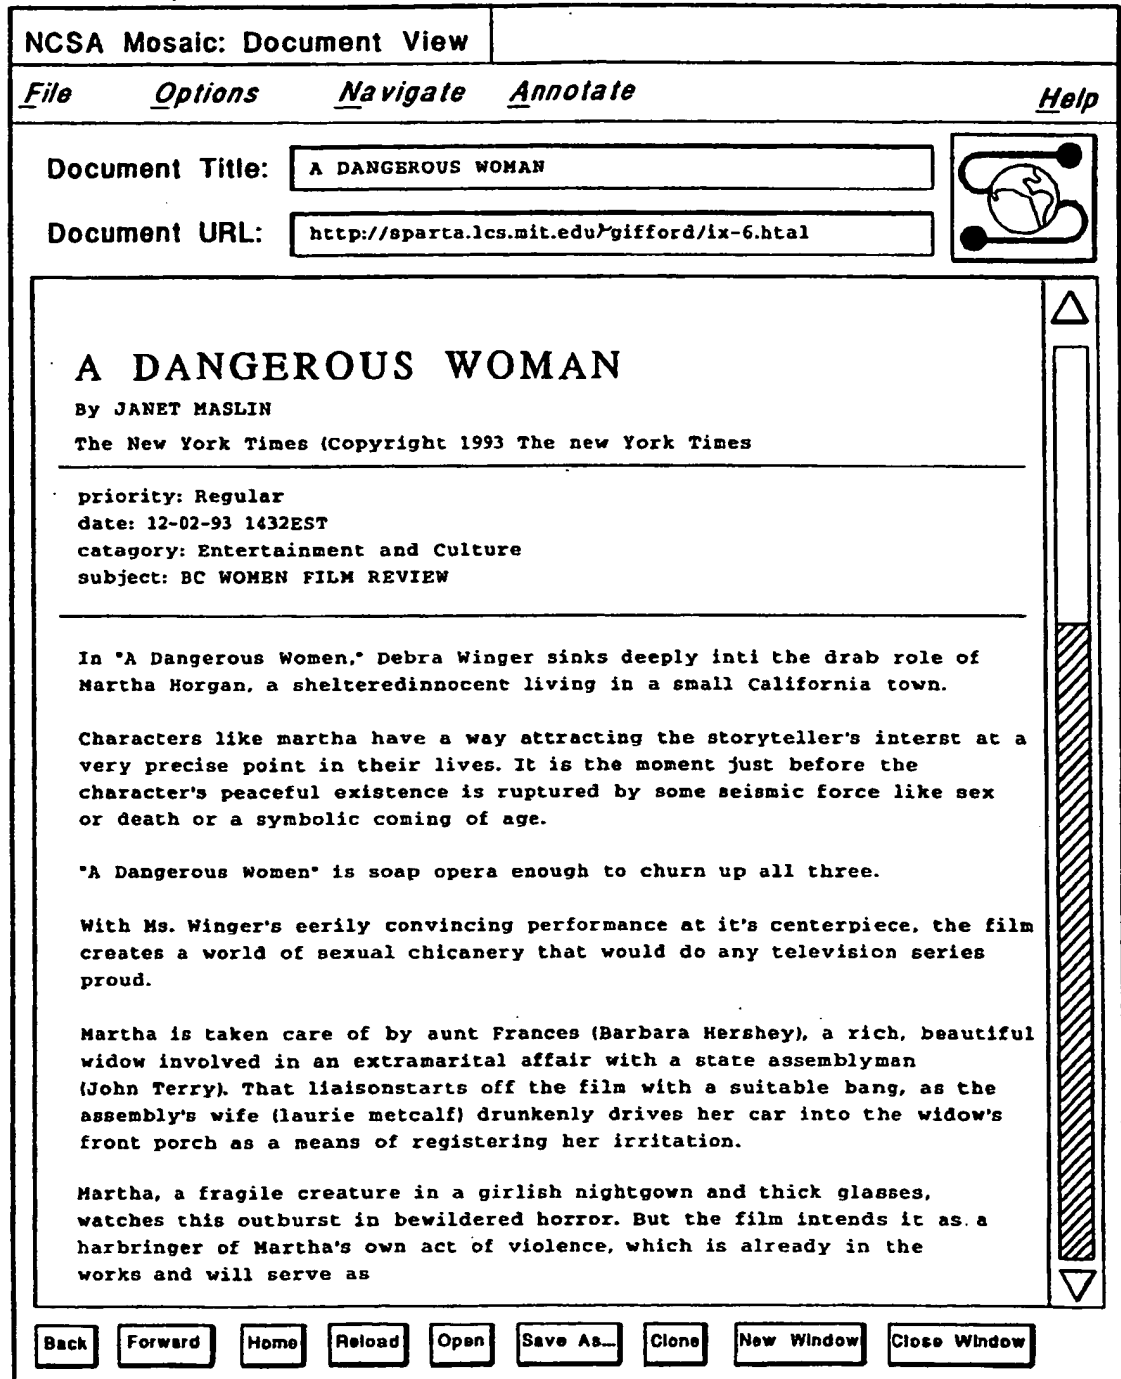 NCSA Mosaic: Document View
File Options Navigate Annotate Help
Document Title: A DANGEROUS WOMAN
Document URL: http://sparta.lcs.mit.edu/~gifford/ix-6.htal
A DANGEROUS WOMAN
By JANET MASLIN
The New York Times (Copyright 1993 The new York Times
priority: Regular
date: 12-02-93 1432EST
catagory: Entertainment and Culture
subject: BC WOMEN FILM REVIEW
In "A Dangerous Women," Debra Winger sinks deeply inti the drab role of
Martha Horgan, a shelteredinnocent living in a small California town.
Characters like martha have a way attracting the storyteller's interst at a
very precise point in their lives. It is the moment just before the
character's peaceful existence is ruptured by some seismic force like sex
or death or a symbolic coming of age.
"A Dangerous Women" is soap opera enough to churn up all three.
With Ms. Winger's eerily convincing performance at it's centerpiece, the film
creates a world of sexual chicanery that would do any television series
proud.
Martha is taken care of by aunt Frances (Barbara Hershey), a rich, beautiful
widow involved in an extramarital affair with a state assemblyman
(John Terry). That liaisonstarts off the film with a suitable bang, as the
assembly's wife (laurie metcalf) drunkenly drives her car into the widow's
front porch as a means of registering her irritation.
Martha, a fragile creature in a girlish nightgown and thick glasses,
watches this outburst in bewildered horror. But the film intends it as a
harbringer of Martha's own act of violence, which is already in the
works and will serve as
Back Forward Home Reload Open Save As... Clone New Window Close Window